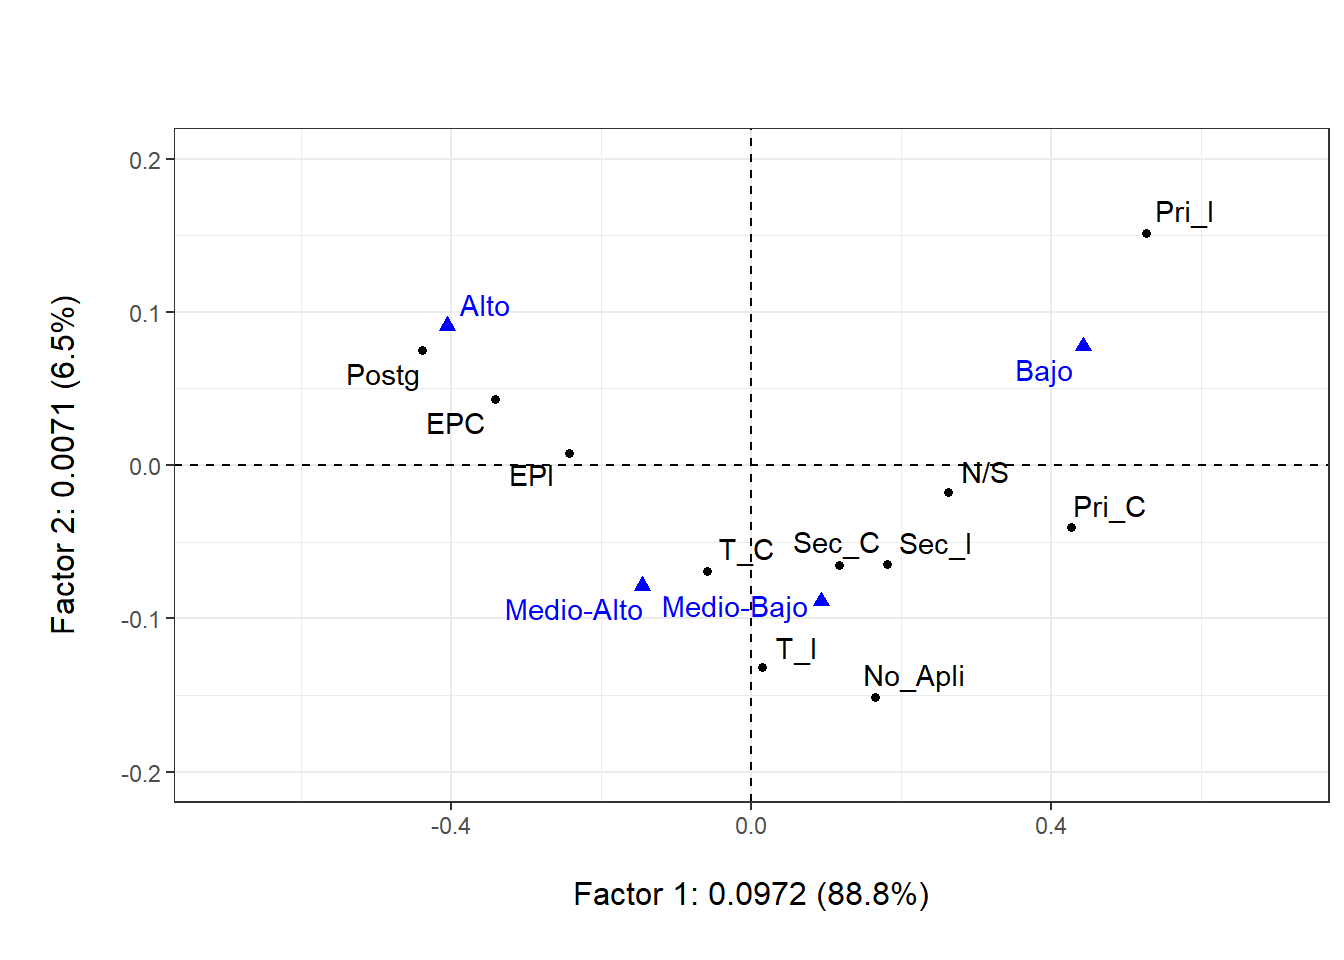 0.2
Pri_I
Alto
0.1
Postg
Bajo
EPC
0.0
EPI
N/S
Pri_C
T_C
Sec_C
Sec_I
Medio-Alto
Medio-Bajo
-0.1
T_I
No_Apli
-0.2
-0.4
0.0
0.4
Factor 2: 0.0071 (6.5%)
Factor 1: 0.0972 (88.8%)